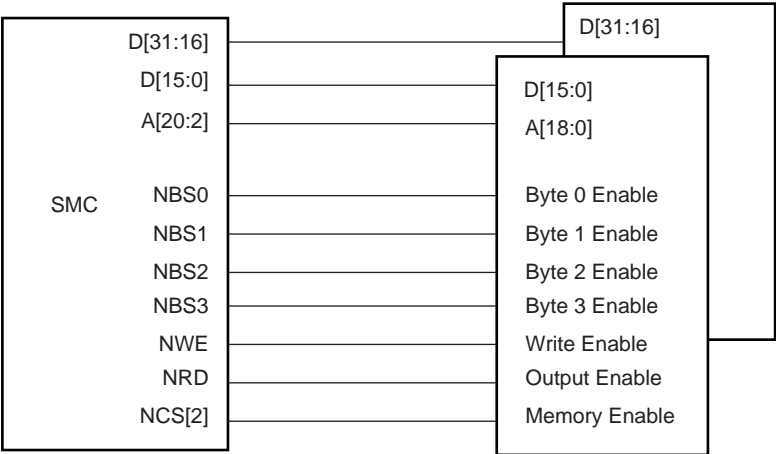 D[31:16]
D[15:0]
A[20:2]
SMC
NBS0
NBS1
NBS2
NBS3
NWE
NRD
NCS[2]
D[31:16]
D[15:0]
A[18:0]
Byte 0 Enable
Byte 1 Enable
Byte 2 Enable
Byte 3 Enable
Write Enable
Output Enable
Memory Enable